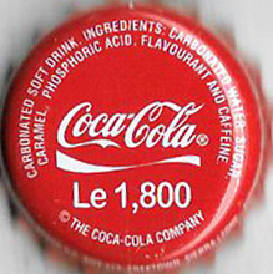 CARBONATED SOFT DRINK. INGREDIENTS: CARBONATED WATER, SUGAR,
CARAMEL, PHOSPHORIC ACID, FLAVOURANT AND CAFFEINE.
Coca-Cola®
Le 1,800
© THE COCA-COLA COMPANY